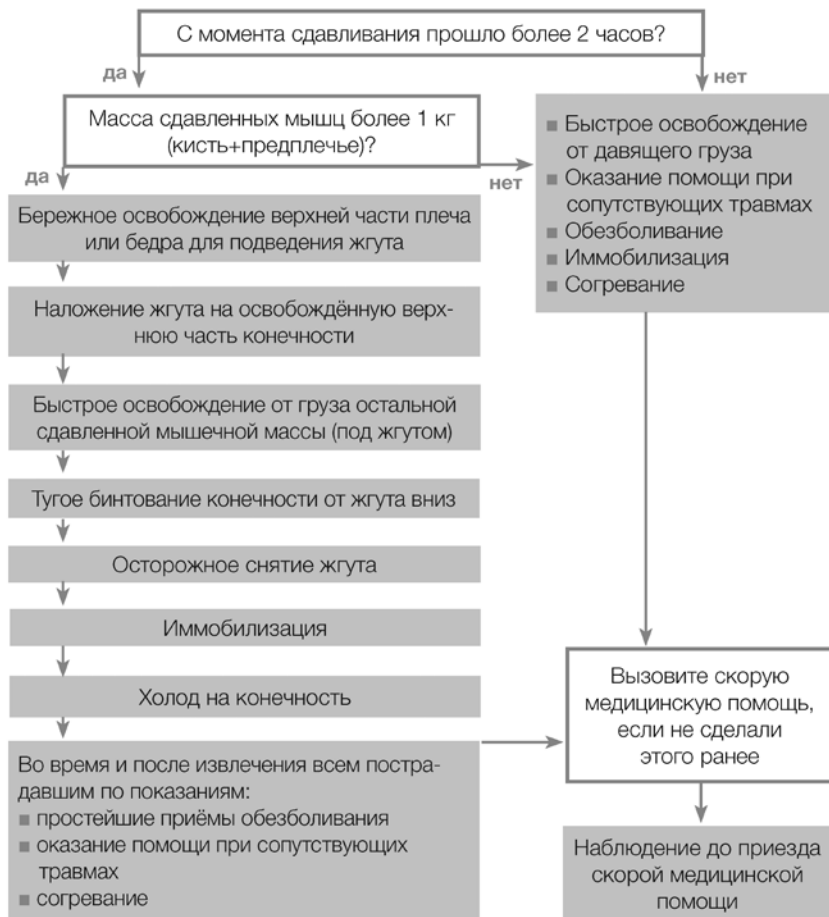 С момента сдавливания прошло более 2 часов?
да
нет
Масса сдавленных мышц более 1 кг
(кисть+предплечье)?
да
нет
■ Быстрое освобождение
от давящего груза
■ Оказание помощи при
сопутствующих травмах
■ Обезболивание
■ Иммобилизация
■ Согревание
Бережное освобождение верхней части плеча
или бедра для подведения жгута
Наложение жгута на освобождённую верх-
нюю часть конечности
Быстрое освобождение от груза остальной
сдавленной мышечной массы (под жгутом)
Тугое бинтование конечности от жгута вниз
Осторожное снятие жгута
Иммобилизация
Холод на конечность
Во время и после извлечения всем постра-
давшим по показаниям:
■ простейшие приёмы обезболивания
■ оказание помощи при сопутствующих
травмах
■ согревание
Вызовите скорую
медицинскую помощь,
если не сделали
этого ранее
Наблюдение до приезда
скорой медицинской
помощи